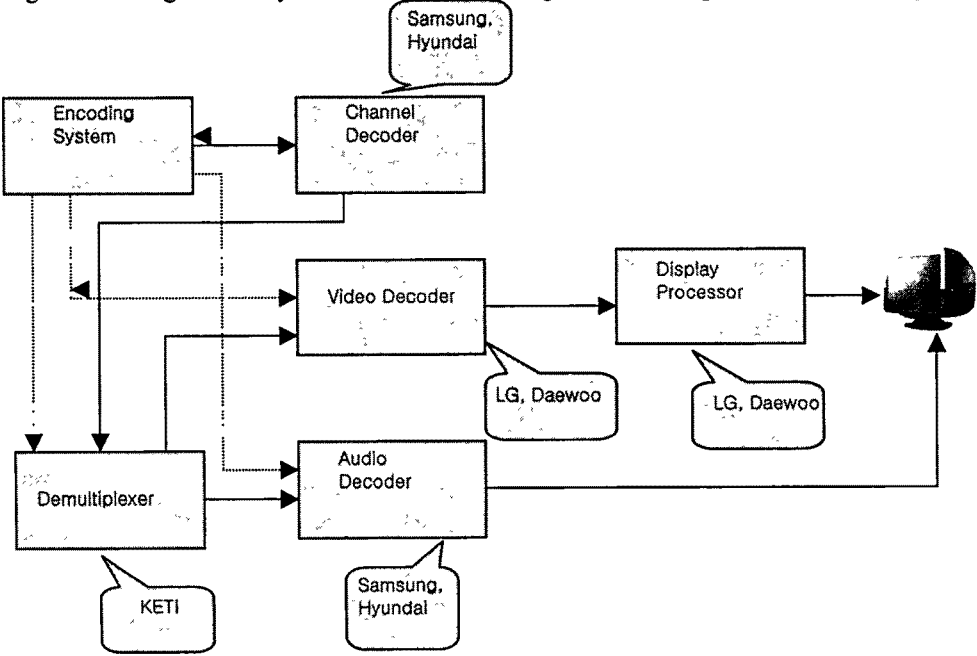 Samsung,
Hyundai
Encoding
System
Channel
Decoder
Display
Processor
Video Decoder
LG, Daewoo
LG, Daewoo
Audio
Decoder
Demultiplexer
Samsung,
Hyundai
KETI